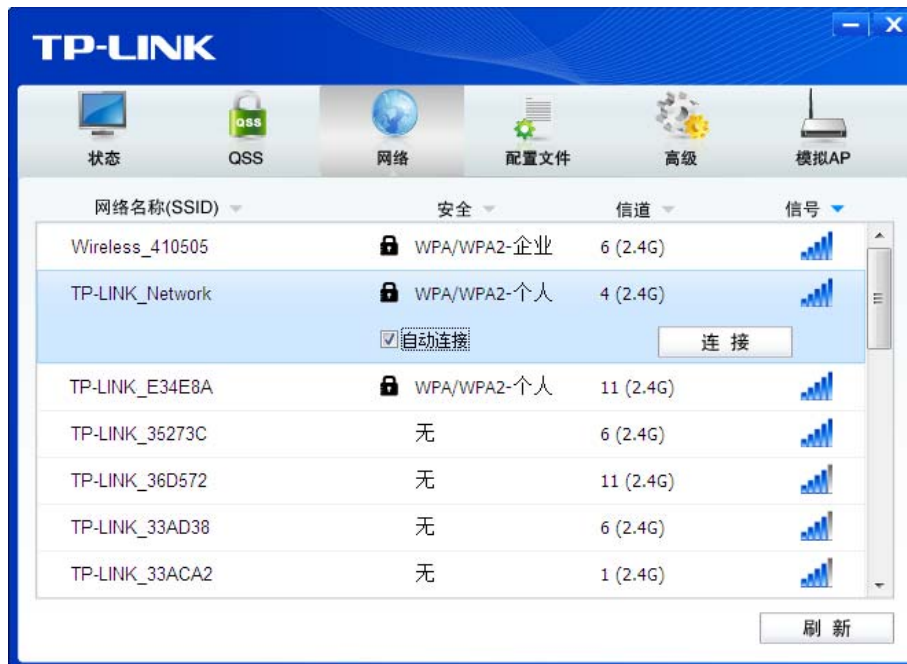 TP-LINK
QSS
状态 QSS 网络 配置文件 高级 模拟AP
网络名称(SSID) 安全 信道 信号
Wireless_410505 WPA/WPA2-企业 6 (2.4G)
TP-LINK_Network WPA/WPA2-个人 4 (2.4G)
自动连接 连 接
TP-LINK_E34E8A WPA/WPA2-个人 11 (2.4G)
TP-LINK_35273C 无 6 (2.4G)
TP-LINK_36D572 无 11 (2.4G)
TP-LINK_33AD38 无 6 (2.4G)
TP-LINK_33ACA2 无 1 (2.4G)
刷 新